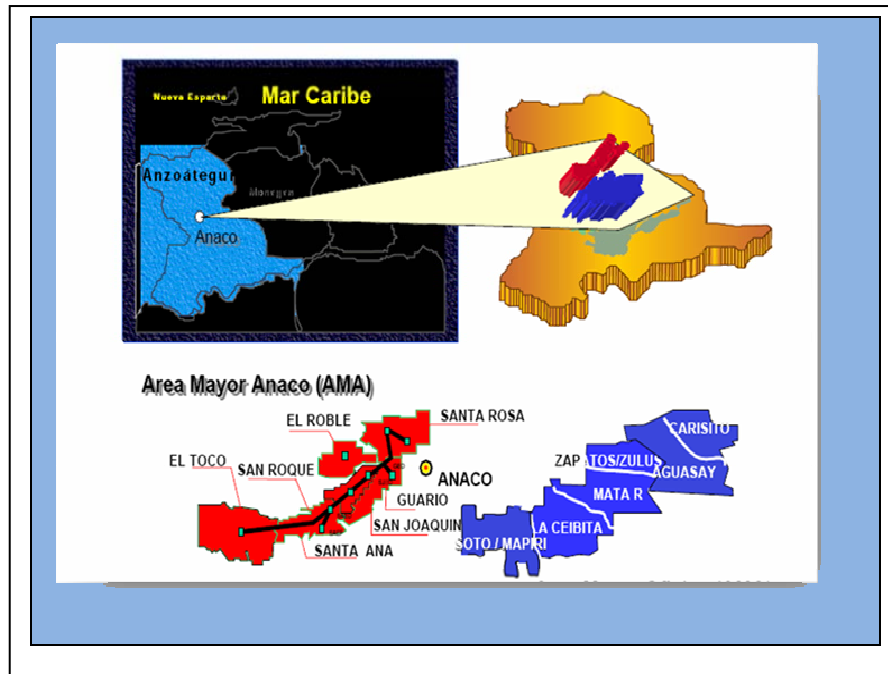 Nueva Esparta
Mar Caribe
Anzoátegui
Monagas
Anaco
Area Mayor Anaco (AMA)
EL ROBLE
SANTA ROSA
EL TOCO
SAN ROQUE
ANACO
GUARIO
SAN JOAQUIN
SANTA ANA
CARISITO
ZAPATOS/ZULUS
AGUASAY
MATA R
LA CEIBITA
SOTO / MAPIRI